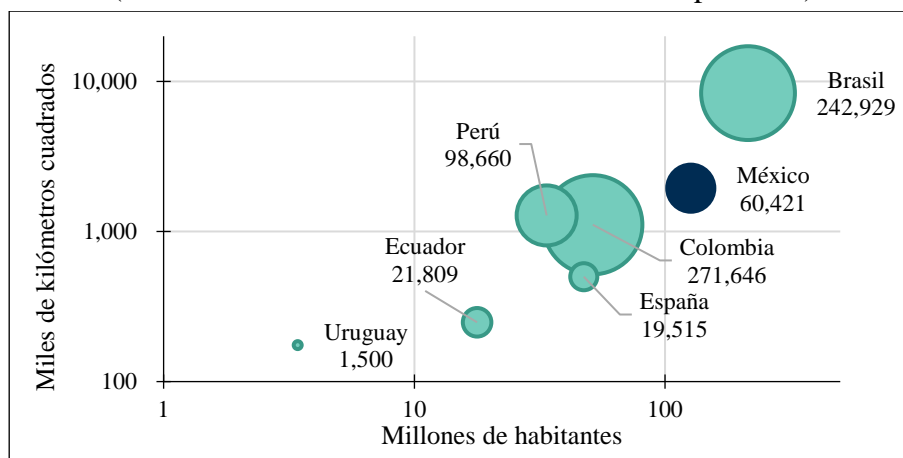 Miles de kilómetros cuadrados
10,000
1,000
100
Brasil
242,929
Perú
98,660
México
60,421
Ecuador
21,809
Colombia
271,646
España
19,515
Uruguay
1,500
1
10
100
Millones de habitantes